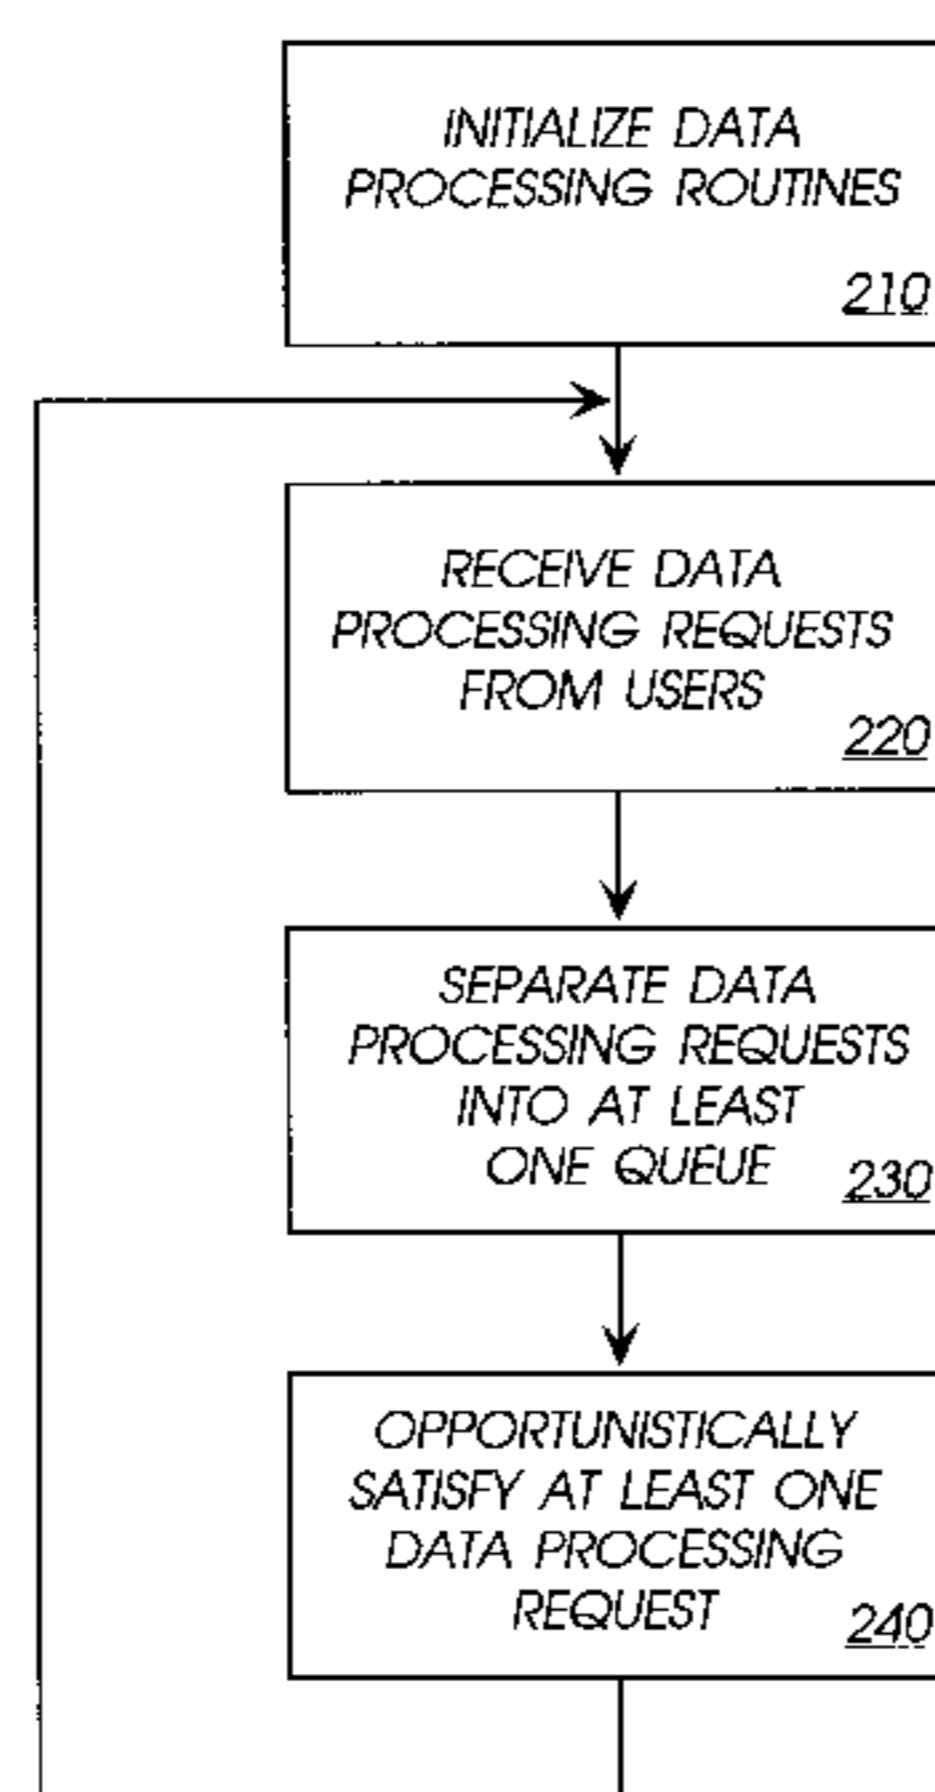 INITIALIZE DATA
PROCESSING ROUTINES
210
RECEIVE DATA
PROCESSING REQUESTS
FROM USERS
220
SEPARATE DATA
PROCESSING REQUESTS
INTO AT LEAST
ONE QUEUE
230
OPPORTUNISTICALLY
SATISFY AT LEAST ONE
DATA PROCESSING
REQUEST
240